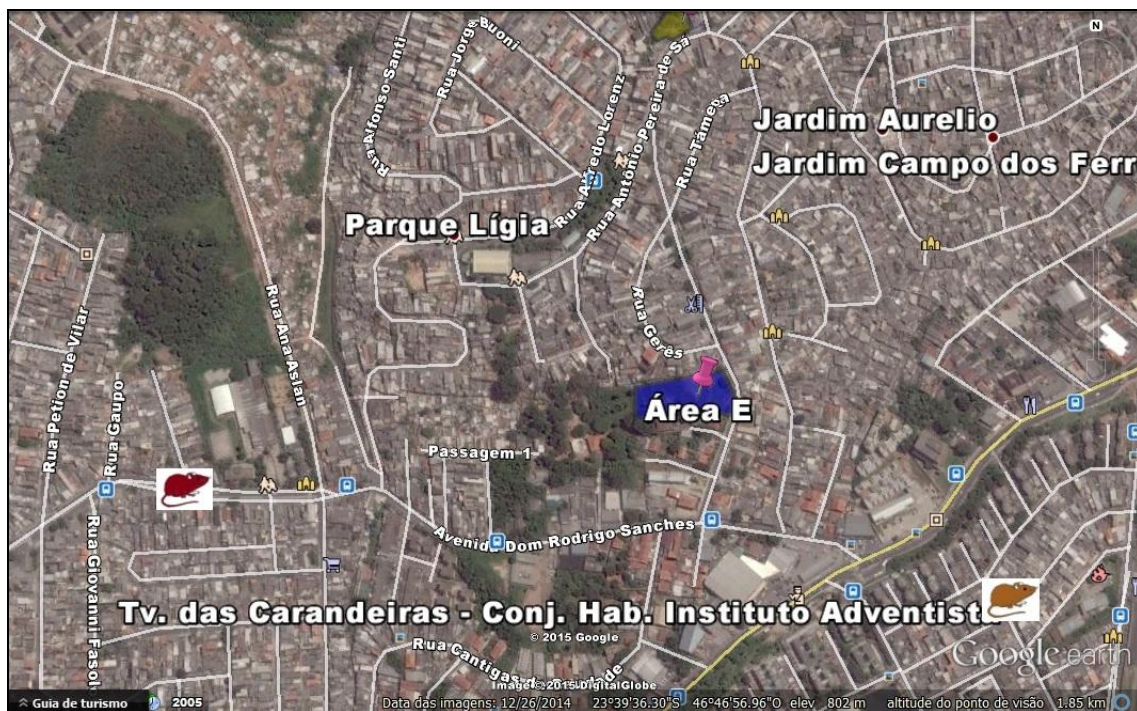 N
Rua Jorge Buoni
Rua Alfonso Santi
Rua Alfredo Lorenz
Rua Antônio Pereira de Sá
Rua Támega
Jardim Aurelio
Jardim Campo dos Ferr
Parque Lígia
Rua Petion de Vilar
Rua Ana Aslan
Rua Gerês
Rua Gaupo
Área E
Passagem 1
Avenida Dom Rodrigo Sanches
Rua Giovanni Fasol
Tv. das Carandeiras - Conj. Hab. Instituto Adventista
© 2015 Google
Rua Cantigas
Google earth
Image © 2015 DigitalGlobe
Guia de turismo
2005
Data das imagens: 12/26/2014 23°39'36.30"S 46°46'56.96"O elev 802 m altitude do ponto de visão 1.85 km